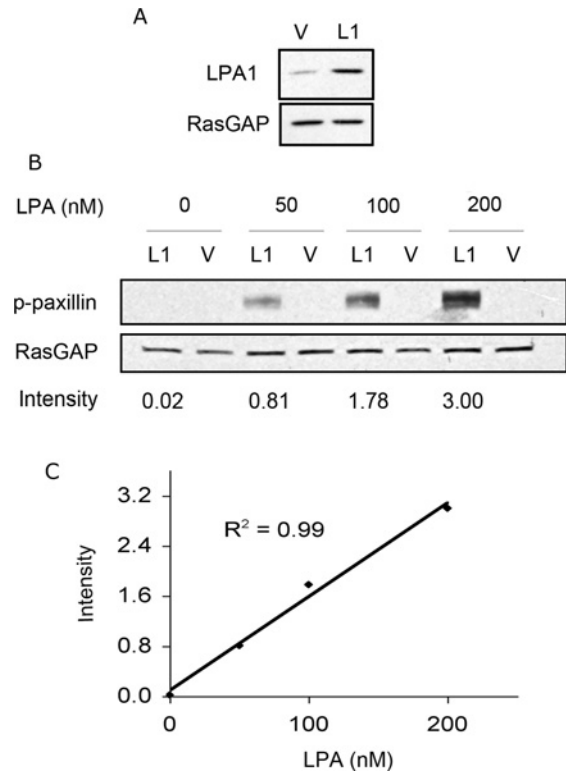 A
V L1
LPA1
RasGAP
B
LPA (nM) 0 50 100 200
L1 V L1 V L1 V L1 V
p-paxillin
RasGAP
Intensity 0.02 0.81 1.78 3.00
C
3.2
R² = 0.99
2.4
Intensity
1.6
0.8
0.0
0 100 200
LPA (nM)